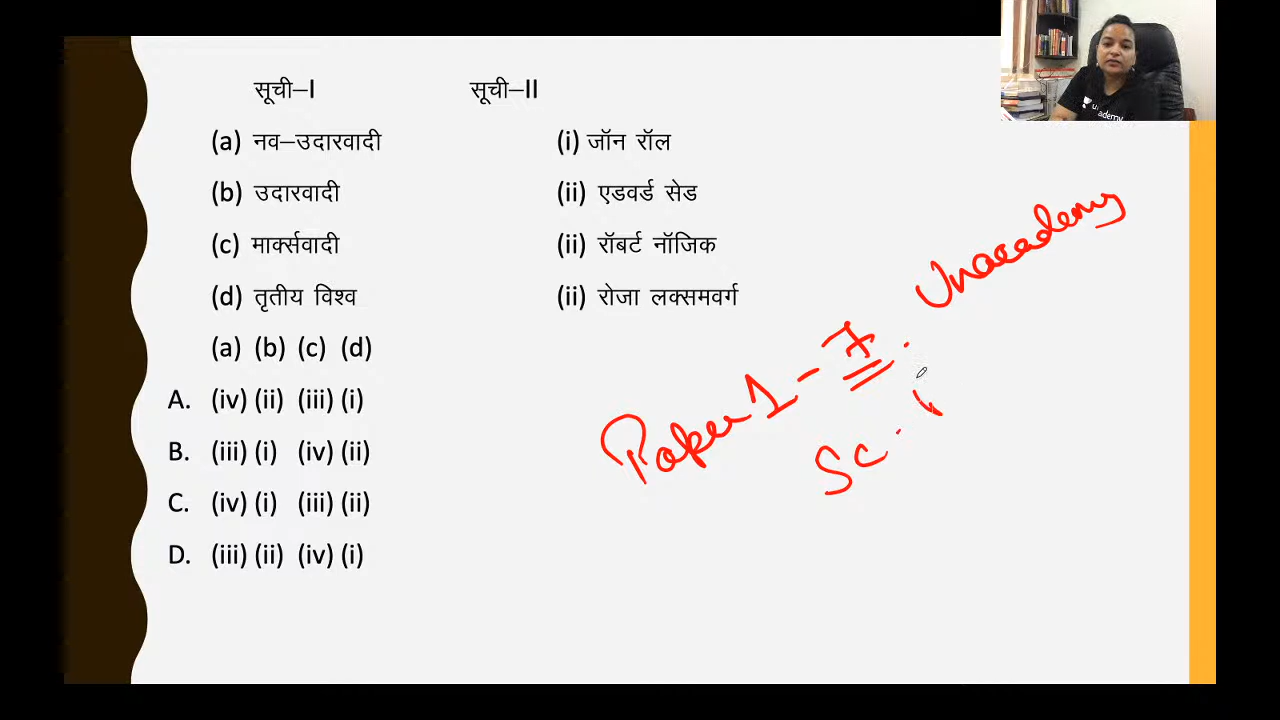 सूची–I सूची–II
(a) नव–उदारवादी (i) जॉन रॉल
(b) उदारवादी (ii) एडवर्ड सेड
(c) मार्क्सवादी (ii) रॉबर्ट नॉजिक
(d) तृतीय विश्व (ii) रोजा लक्समवर्ग
(a) (b) (c) (d)
A. (iv) (ii) (iii) (i)
B. (iii) (i) (iv) (ii)
C. (iv) (i) (iii) (ii)
D. (iii) (ii) (iv) (i)
Unacademy
Paper 1 - 7
Sc